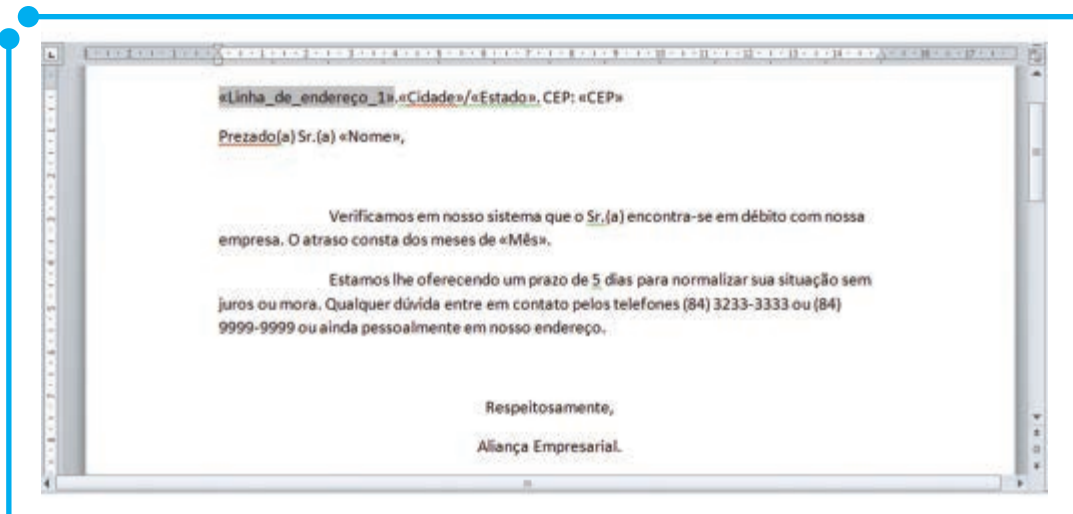 «Linha_de_endereço_1».«Cidade»/«Estado». CEP: «CEP»
Prezado(a) Sr.(a) «Nome»,
Verificamos em nosso sistema que o Sr.(a) encontra-se em débito com nossa
empresa. O atraso consta dos meses de «Mês».
Estamos lhe oferecendo um prazo de 5 dias para normalizar sua situação sem
juros ou mora. Qualquer dúvida entre em contato pelos telefones (84) 3233-3333 ou (84)
9999-9999 ou ainda pessoalmente em nosso endereço.
Respeitosamente,
Aliança Empresarial.